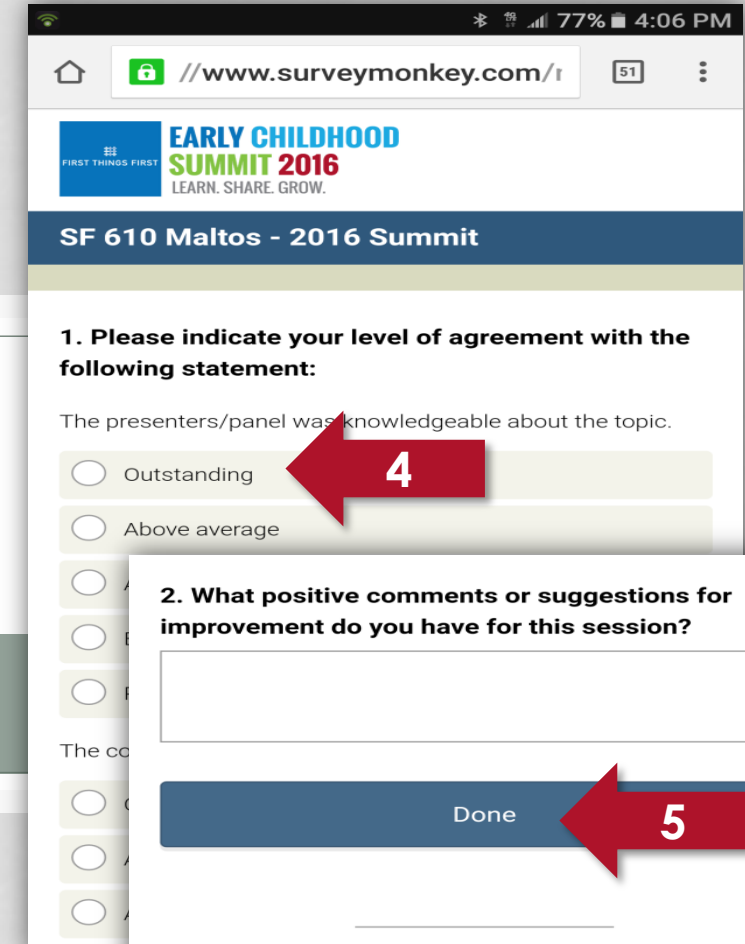 77% 4:06 PM
//www.surveymonkey.com/r
51
FIRST THINGS FIRST
EARLY CHILDHOOD
SUMMIT 2016
LEARN. SHARE. GROW.
SF 610 Maltos - 2016 Summit
1. Please indicate your level of agreement with the
following statement:
The presenters/panel was knowledgeable about the topic.
Outstanding
4
Above average
2. What positive comments or suggestions for
improvement do you have for this session?
The
Done
5